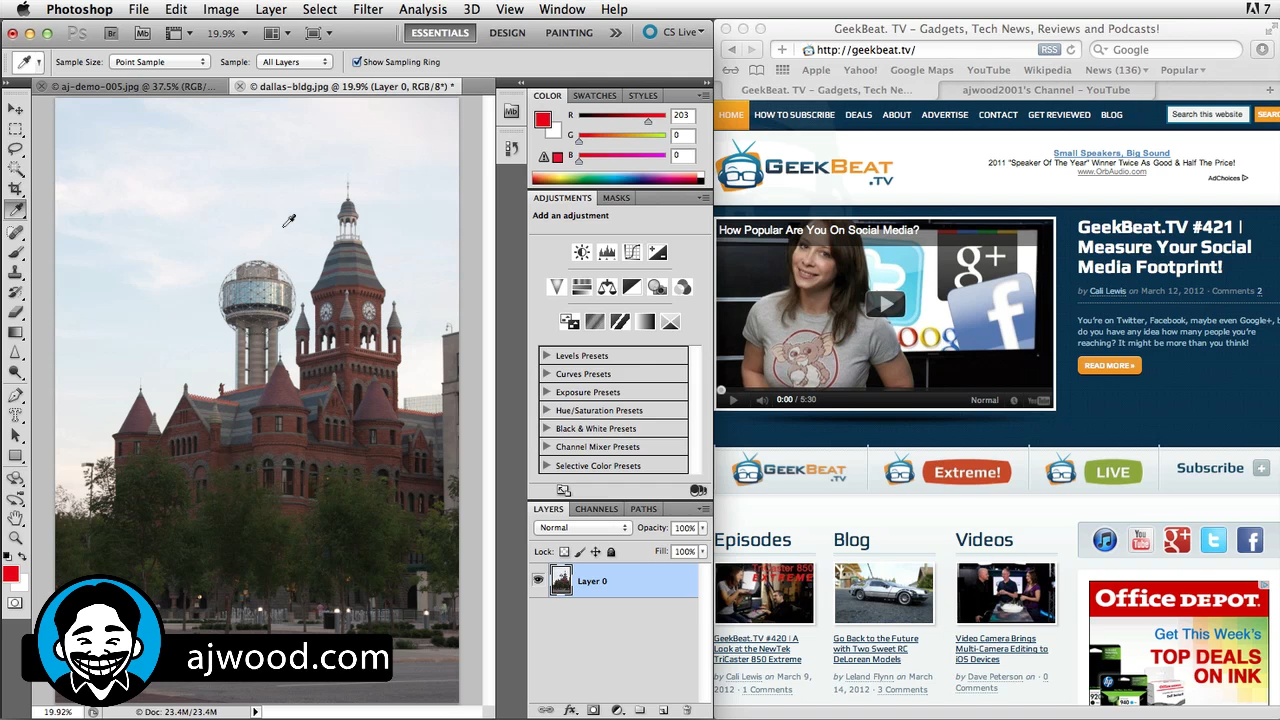 Photoshop File Edit Image Layer Select Filter Analysis 3D View Window Help
7
Ps Br Mb 19.9% ESSENTIALS DESIGN PAINTING >> CS Live
Sample Size: Point Sample Sample: All Layers Show Sampling Ring
© aj-demo-005.jpg @ 37.5% (RGB/...
© dallas-bldg.jpg @ 19.9% (Layer 0, RGB/8*) *
Mb
COLOR SWATCHES STYLES
R 203
G 0
B 0
ADJUSTMENTS MASKS
Add an adjustment
Levels Presets
Curves Presets
Exposure Presets
Hue/Saturation Presets
Black & White Presets
Channel Mixer Presets
Selective Color Presets
LAYERS CHANNELS PATHS
Normal Opacity: 100%
Lock: Fill: 100%
Layer 0
ajwood.com
19.92% Doc: 23.4M/23.4M
GeekBeat. TV - Gadgets, Tech News, Reviews and Podcasts!
http://geekbeat.tv/ RSS Google
Apple Yahoo! Google Maps YouTube Wikipedia News (136) Popular
GeekBeat. TV - Gadgets, Tech Ne...
ajwood2001's Channel - YouTube
HOME HOW TO SUBSCRIBE DEALS ABOUT ADVERTISE CONTACT GET REVIEWED BLOG Search this website SEARC
GEEKBEAT
.TV
Small Speakers, Big Sound
2011 "Speaker Of The Year" Winner Twice As Good & Half The Price!
www.OrbAudio.com
AdChoices
How Popular Are You On Social Media?
g+
0:00 / 5:30 Normal
GeekBeat.TV #421 |
Measure Your Social
Media Footprint!
by Cali Lewis on March 12, 2012 · Comments 2
You're on Twitter, Facebook, maybe even Google+, b
do you have any idea how many people you're
reaching? It might be more than you think!
READ MORE »
GEEKBEAT
.TV
Extreme!
LIVE
Subscribe +
Episodes
GeekBeat.TV #420 | A
Look at the NewTek
TriCaster 850 Extreme
by Cali Lewis on March 9,
2012 · 1 Comments
Blog
Go Back to the Future
with Two Sweet RC
DeLorean Models
by Leland Flynn on March
14, 2012 · 3 Comments
Videos
Video Camera Brings
Multi-Camera Editing to
iOS Devices
by Dave Peterson on · 0
Comments
You Tube
Office DEPOT.
Get This Week's
TOP DEALS
ON INK